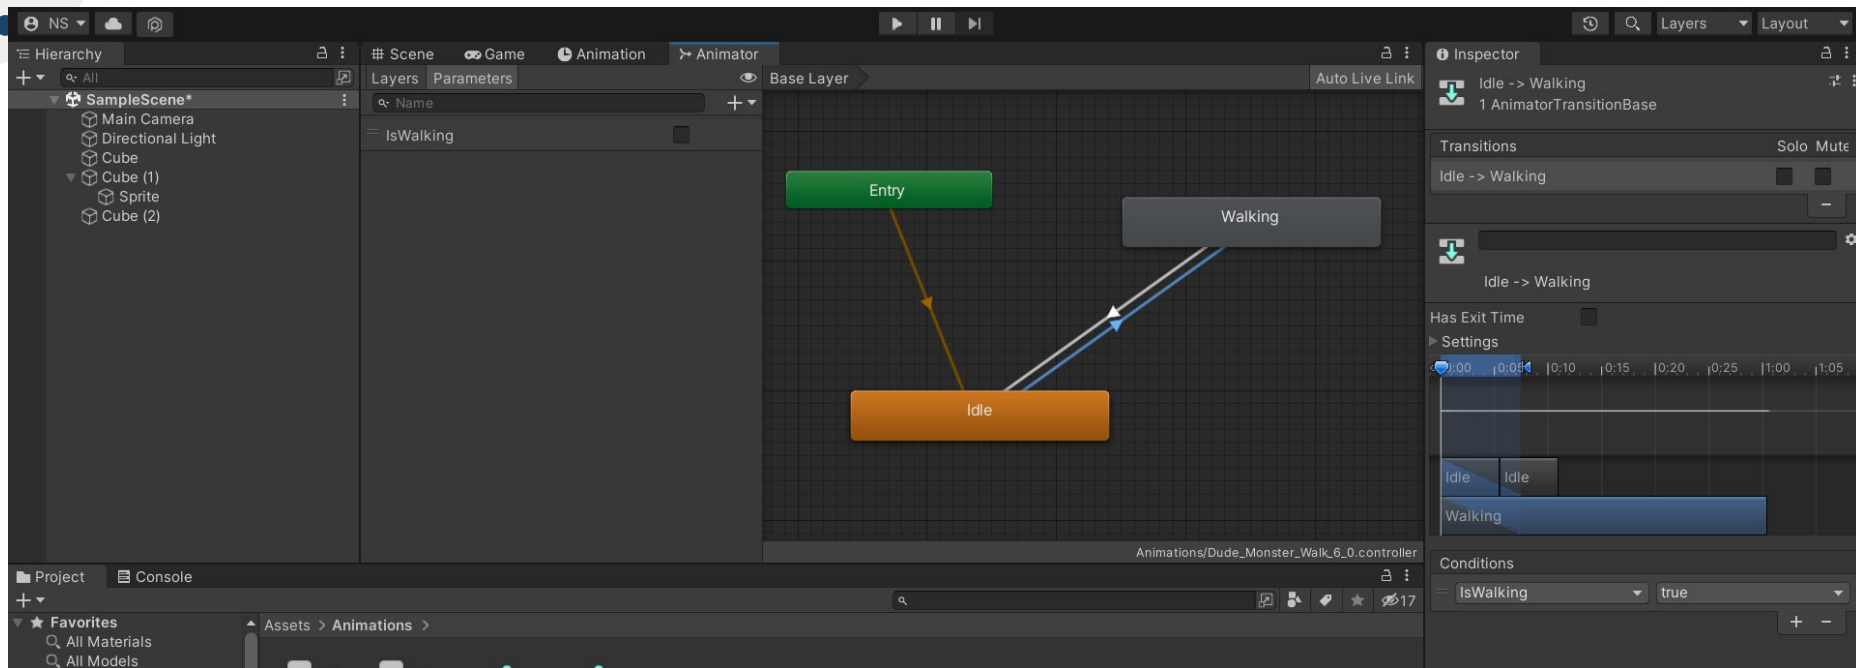 NS
Layers
Layout
Hierarchy
All
SampleScene*
Main Camera
Directional Light
Cube
Cube (1)
Sprite
Cube (2)
Scene
Game
Animation
Animator
Layers
Parameters
Name
IsWalking
Base Layer
Auto Live Link
Entry
Walking
Idle
Animations/Dude_Monster_Walk_6_0.controller
Inspector
Idle -> Walking
1 AnimatorTransitionBase
Transitions
Solo
Mute
Idle -> Walking
Idle -> Walking
Has Exit Time
Settings
0:10
0:15
0:20
0:25
1:00
1:05
Idle
Idle
Walking
Conditions
IsWalking
true
Project
Console
17
Favorites
All Materials
All Models
Assets > Animations >